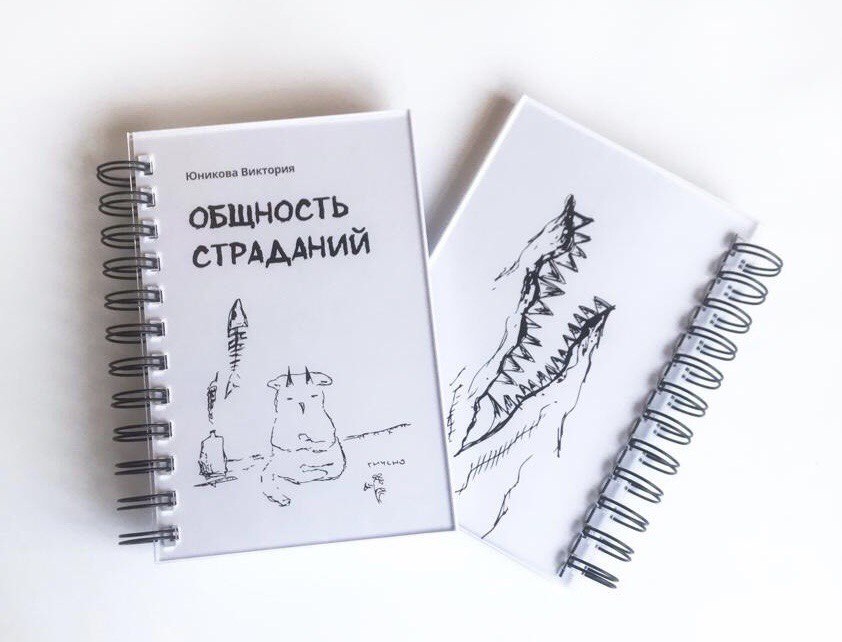 Юникова Виктория
ОБЩНОСТЬ
СТРАДАНИЙ